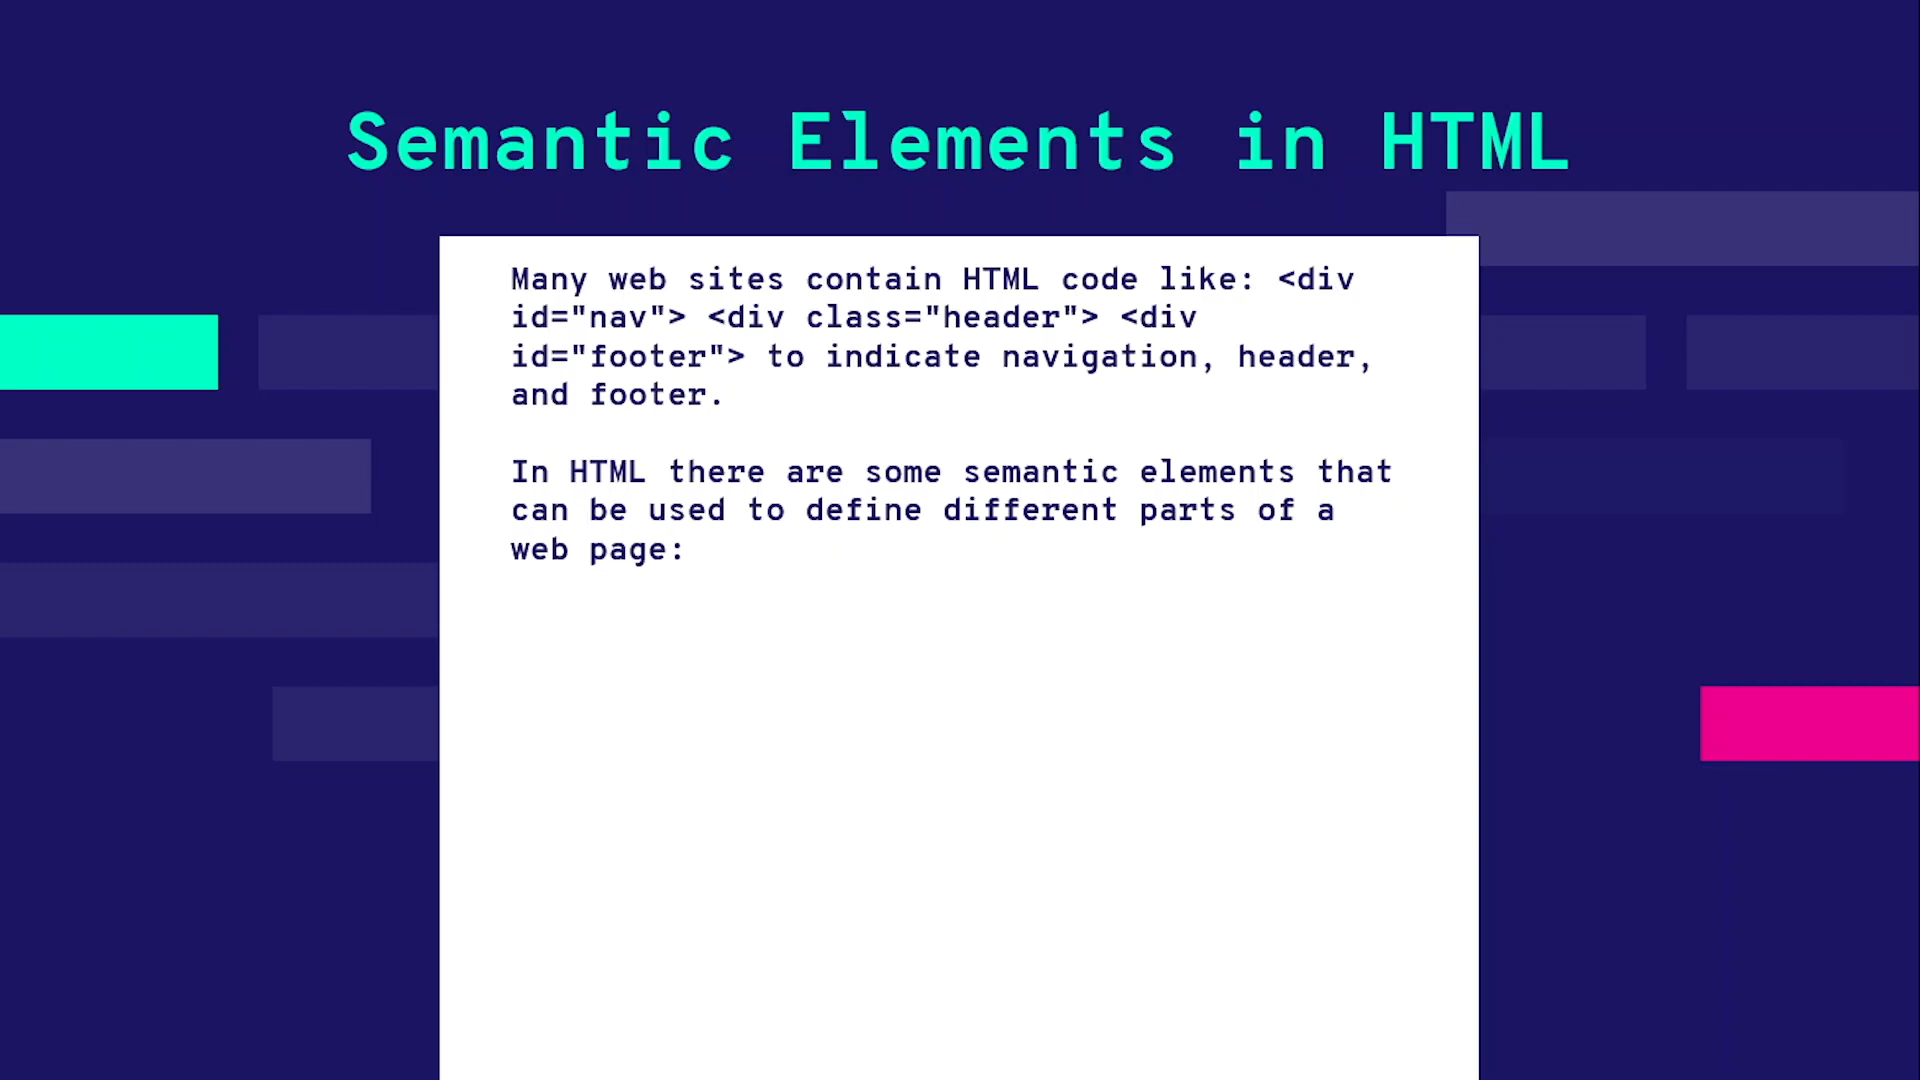 Semantic Elements in HTML
Many web sites contain HTML code like: <div
id="nav"> <div class="header"> <div
id="footer"> to indicate navigation, header,
and footer.
In HTML there are some semantic elements that
can be used to define different parts of a
web page: